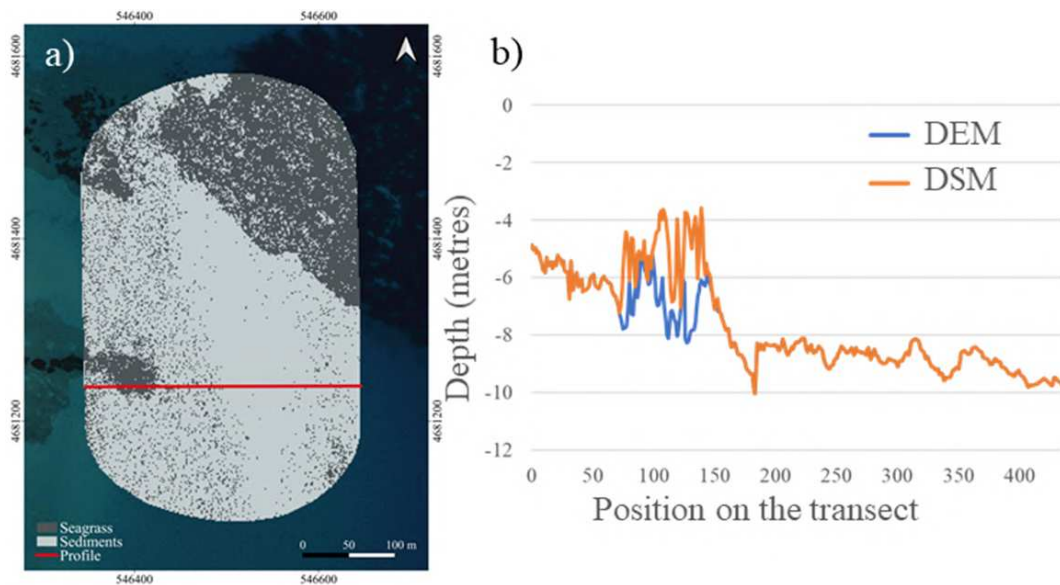 546400
546600
a)
4681600
4681600
4681400
4681400
4681200
4681200
Seagrass
Sediments
Profile
0
50
100 m
546400
546600
b)
DEM
DSM
Depth (metres)
0
-2
-4
-6
-8
-10
-12
0
50
100
150
200
250
300
350
400
Position on the transect